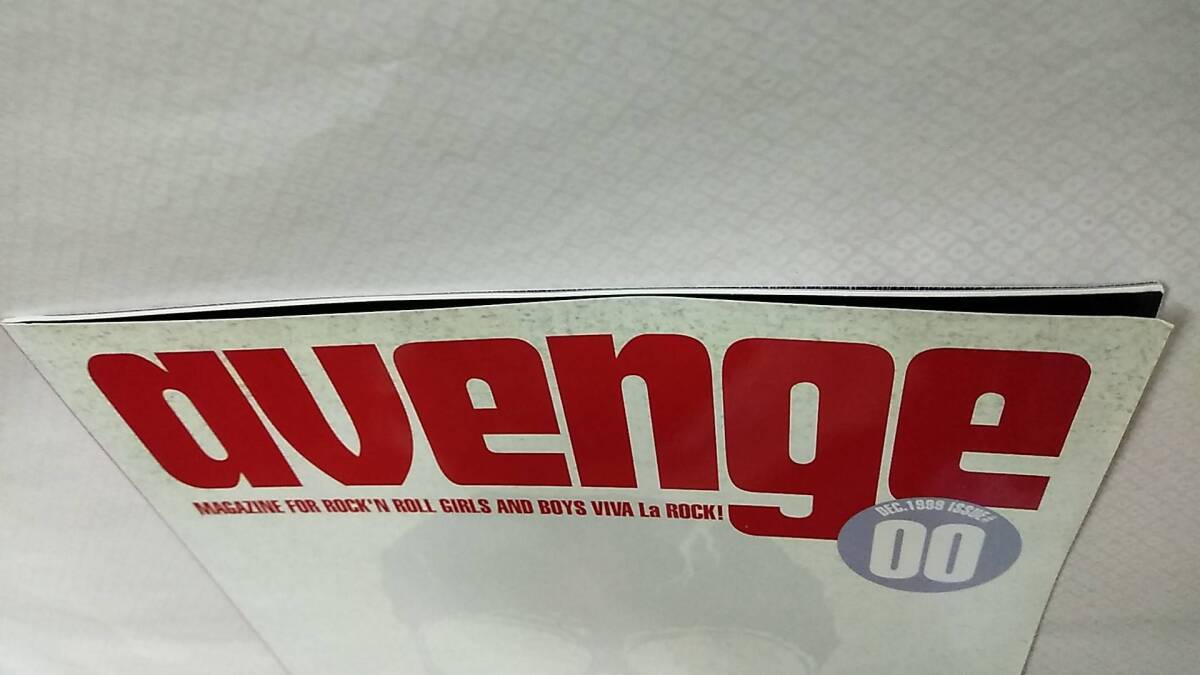 avenge
MAGAZINE FOR ROCK'N ROLL GIRLS AND BOYS VIVA La ROCK!
DEC.1999 ISSUE#
00